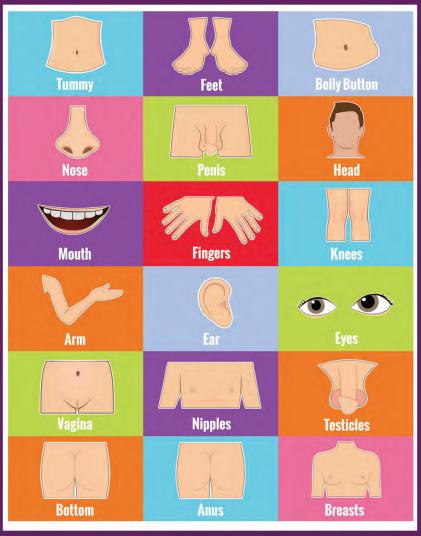 Tummy
Feet
Belly Button
Nose
Penis
Head
Mouth
Fingers
Knees
Arm
Ear
Eyes
Vagina
Nipples
Testicles
Bottom
Anus
Breasts